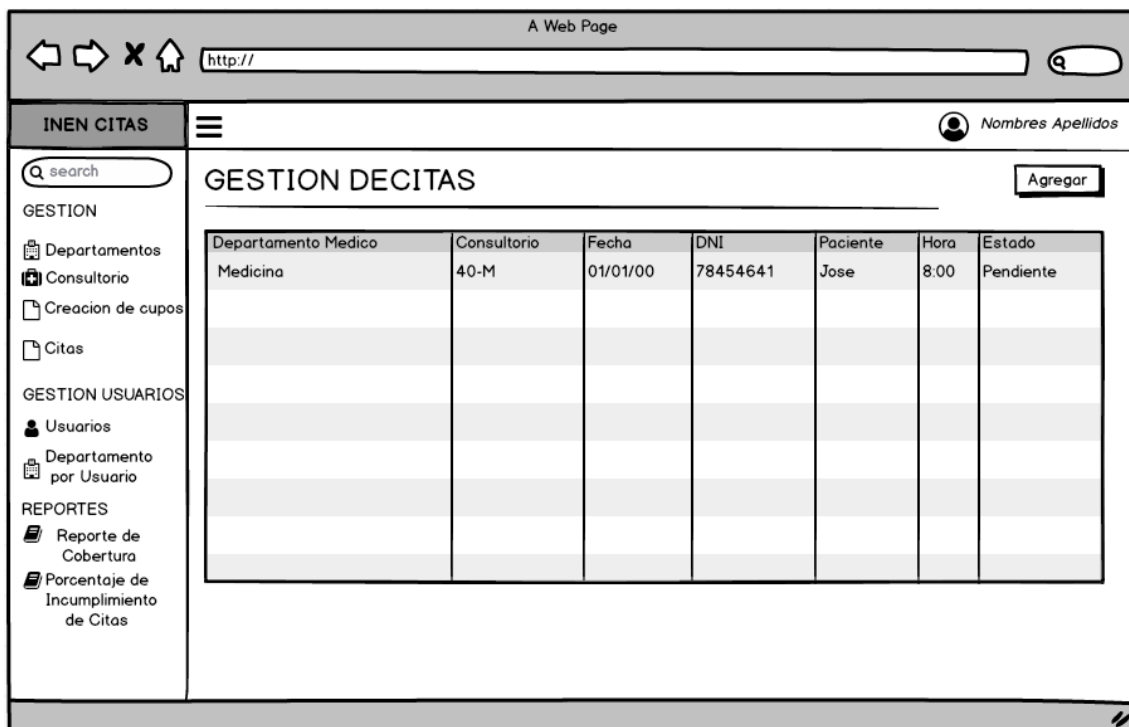 A Web Page
http://
INEN CITAS
Nombres Apellidos
search
GESTION
Departamentos
Consultorio
Creacion de cupos
Citas
GESTION USUARIOS
Usuarios
Departamento
por Usuario
REPORTES
Reporte de
Cobertura
Porcentaje de
Incumplimiento
de Citas
GESTION DECITAS
Agregar
Departamento Medico Consultorio Fecha DNI Paciente Hora Estado
Medicina 40-M 01/01/00 78454641 Jose 8:00 Pendiente